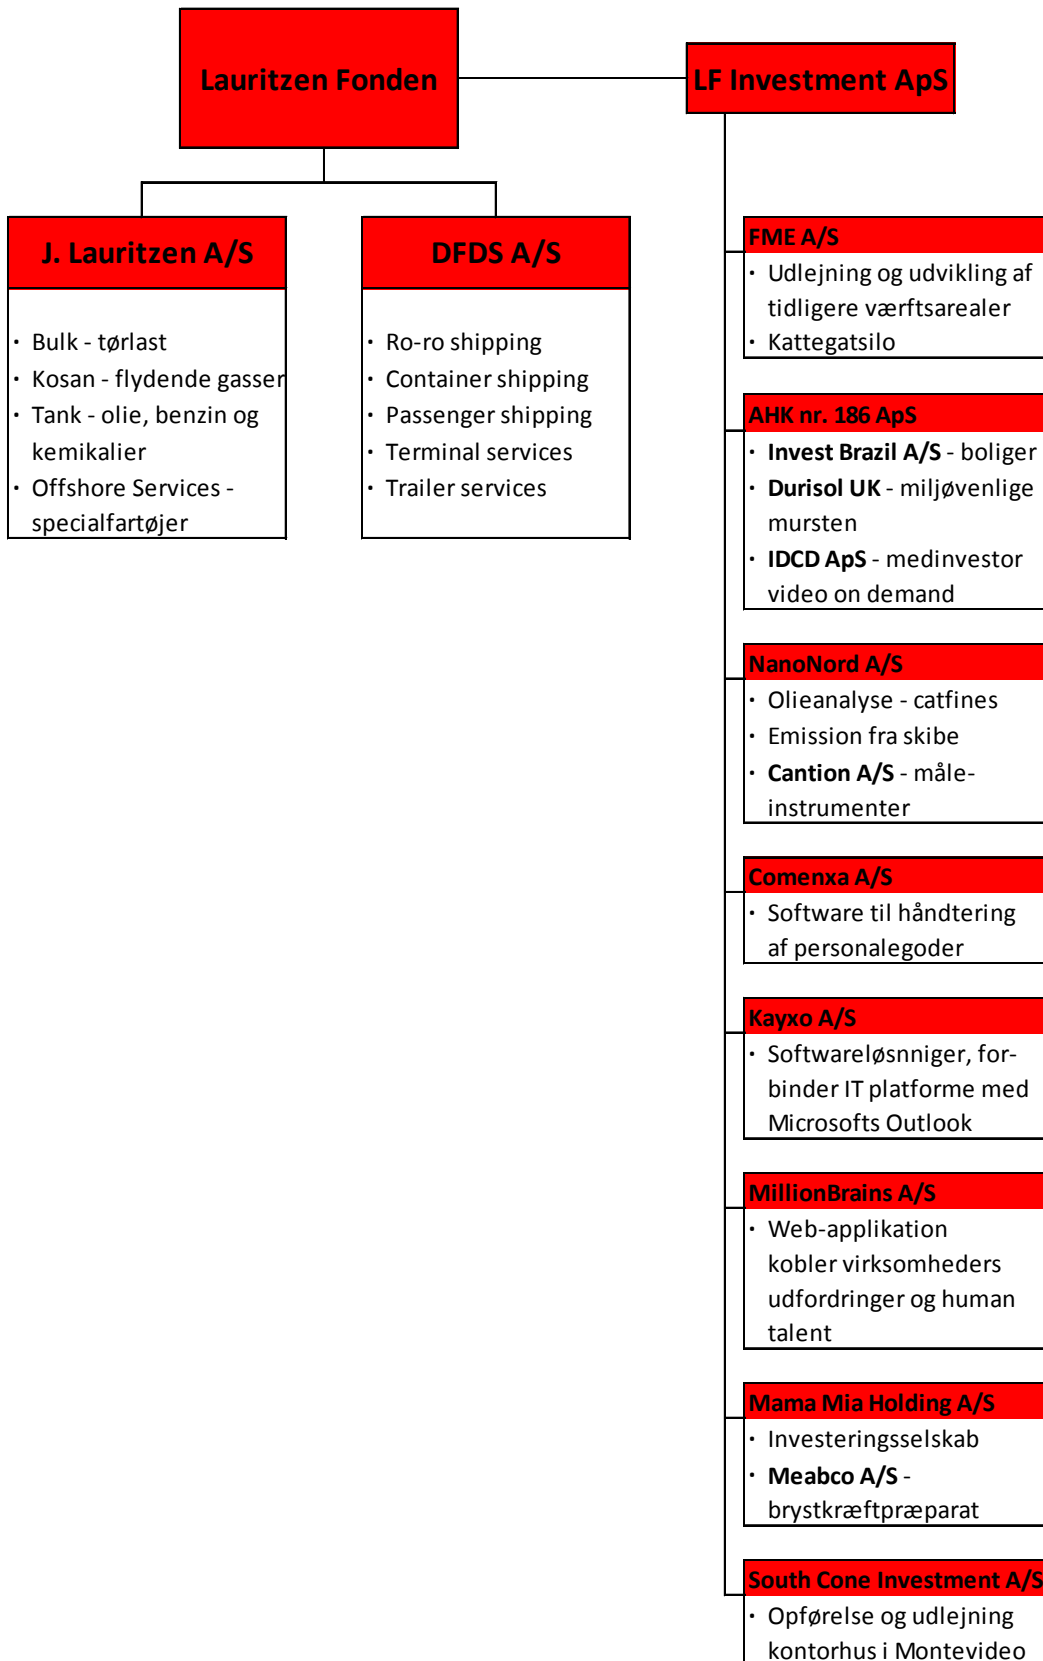 Lauritzen Fonden
LF Investment ApS
J. Lauritzen A/S
· Bulk - tørlast
· Kosan - flydende gasser
· Tank - olie, benzin og
kemikalier
· Offshore Services -
specialfartøjer
DFDS A/S
· Ro-ro shipping
· Container shipping
· Passenger shipping
· Terminal services
· Trailer services
FME A/S
· Udlejning og udvikling af
tidligere værftsarealer
· Kattegatsilo
AHK nr. 186 ApS
· Invest Brazil A/S - boliger
· Durisol UK - miljøvenlige
mursten
· IDCD ApS - medinvestor
video on demand
NanoNord A/S
· Olieanalyse - catfines
· Emission fra skibe
· Cantion A/S - måle-
instrumenter
Comenxa A/S
· Software til håndtering
af personalegoder
Kayxo A/S
· Softwareløsnniger, for-
binder IT platforme med
Microsofts Outlook
MillionBrains A/S
· Web-applikation
kobler virksomheders
udfordringer og human
talent
Mama Mia Holding A/S
· Investeringsselskab
· Meabco A/S -
brystkræftpræparat
South Cone Investment A/S
· Opførelse og udlejning
kontorhus i Montevideo